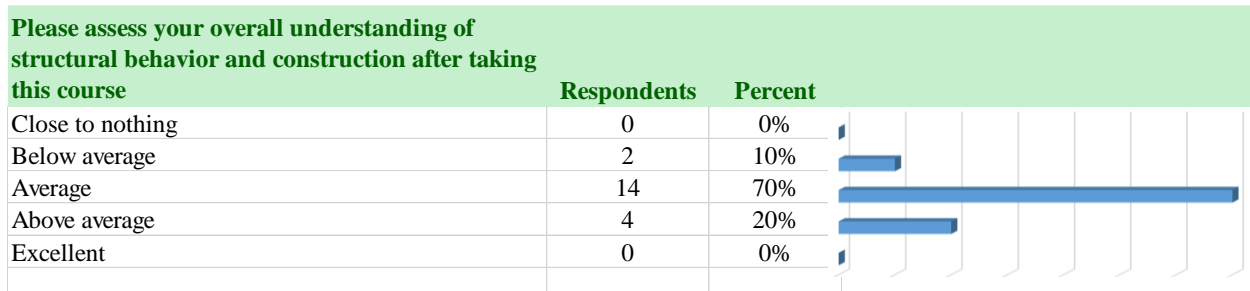 Please assess your overall understanding of
structural behavior and construction after taking
this course Respondents Percent
Close to nothing 0 0%
Below average 2 10%
Average 14 70%
Above average 4 20%
Excellent 0 0%